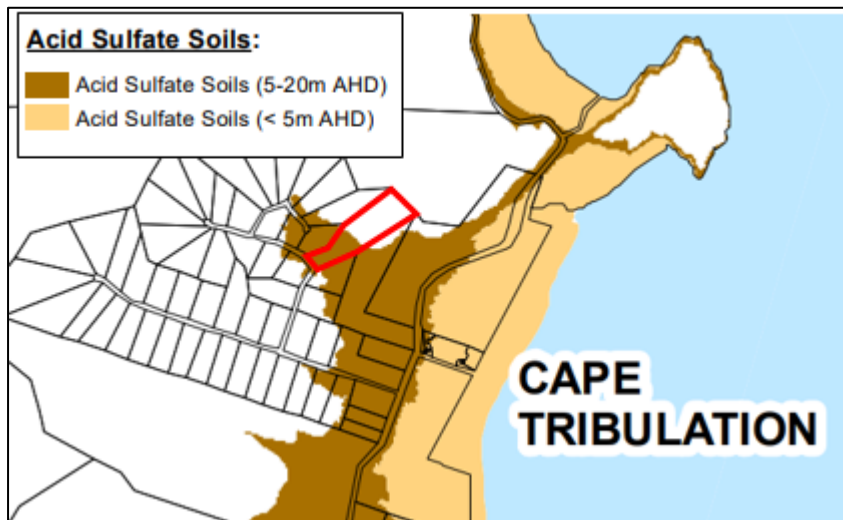 Acid Sulfate Soils:
Acid Sulfate Soils (5-20m AHD)
Acid Sulfate Soils (< 5m AHD)
CAPE
TRIBULATION